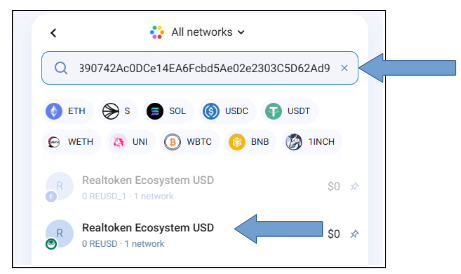 All networks
390742Ac0DCe14EA6Fcbd5Ae02e2303C5D62Ad9
ETH S SOL USDC USDT
WETH UNI WBTC BNB 1INCH
R Realtoken Ecosystem USD $0
0 REUSD_1 · 1 network
R Realtoken Ecosystem USD $0
0 REUSD · 1 network